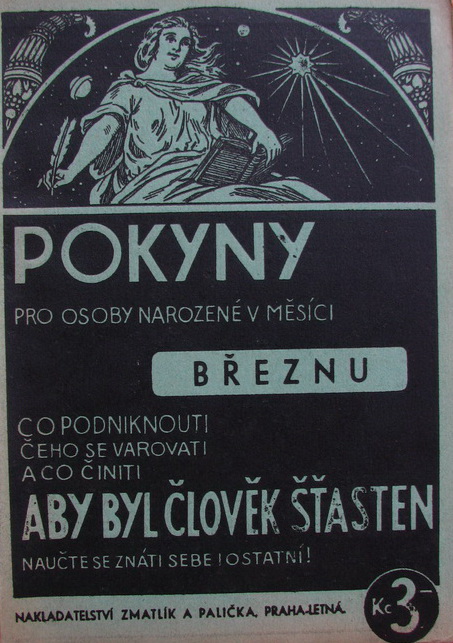 POKYNY
PRO OSOBY NAROZENÉ V MĚSÍCI
BŘEZNU
CO PODNIKNOUTI
ČEHO SE VAROVATI
A CO ČINITI
ABY BYL ČLOVĚK ŠŤASTEN
NAUČTE SE ZNÁTI SEBE I OSTATNÍ!
NAKLADATELSTVÍ ZMATLÍK A PALIČKA, PRAHA-LETNÁ.
Kč 3-